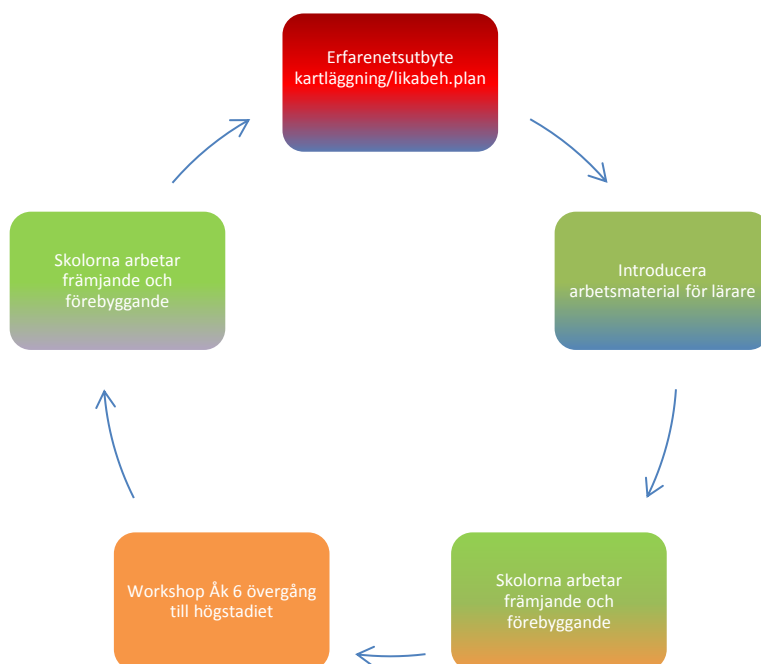 Erfarenetsutbyte
kartläggning/likabeh.plan
Introducera
arbetsmaterial för lärare
Skolorna arbetar
främjande och
förebyggande
Workshop Åk 6 övergång
till högstadiet
Skolorna arbetar
främjande och
förebyggande